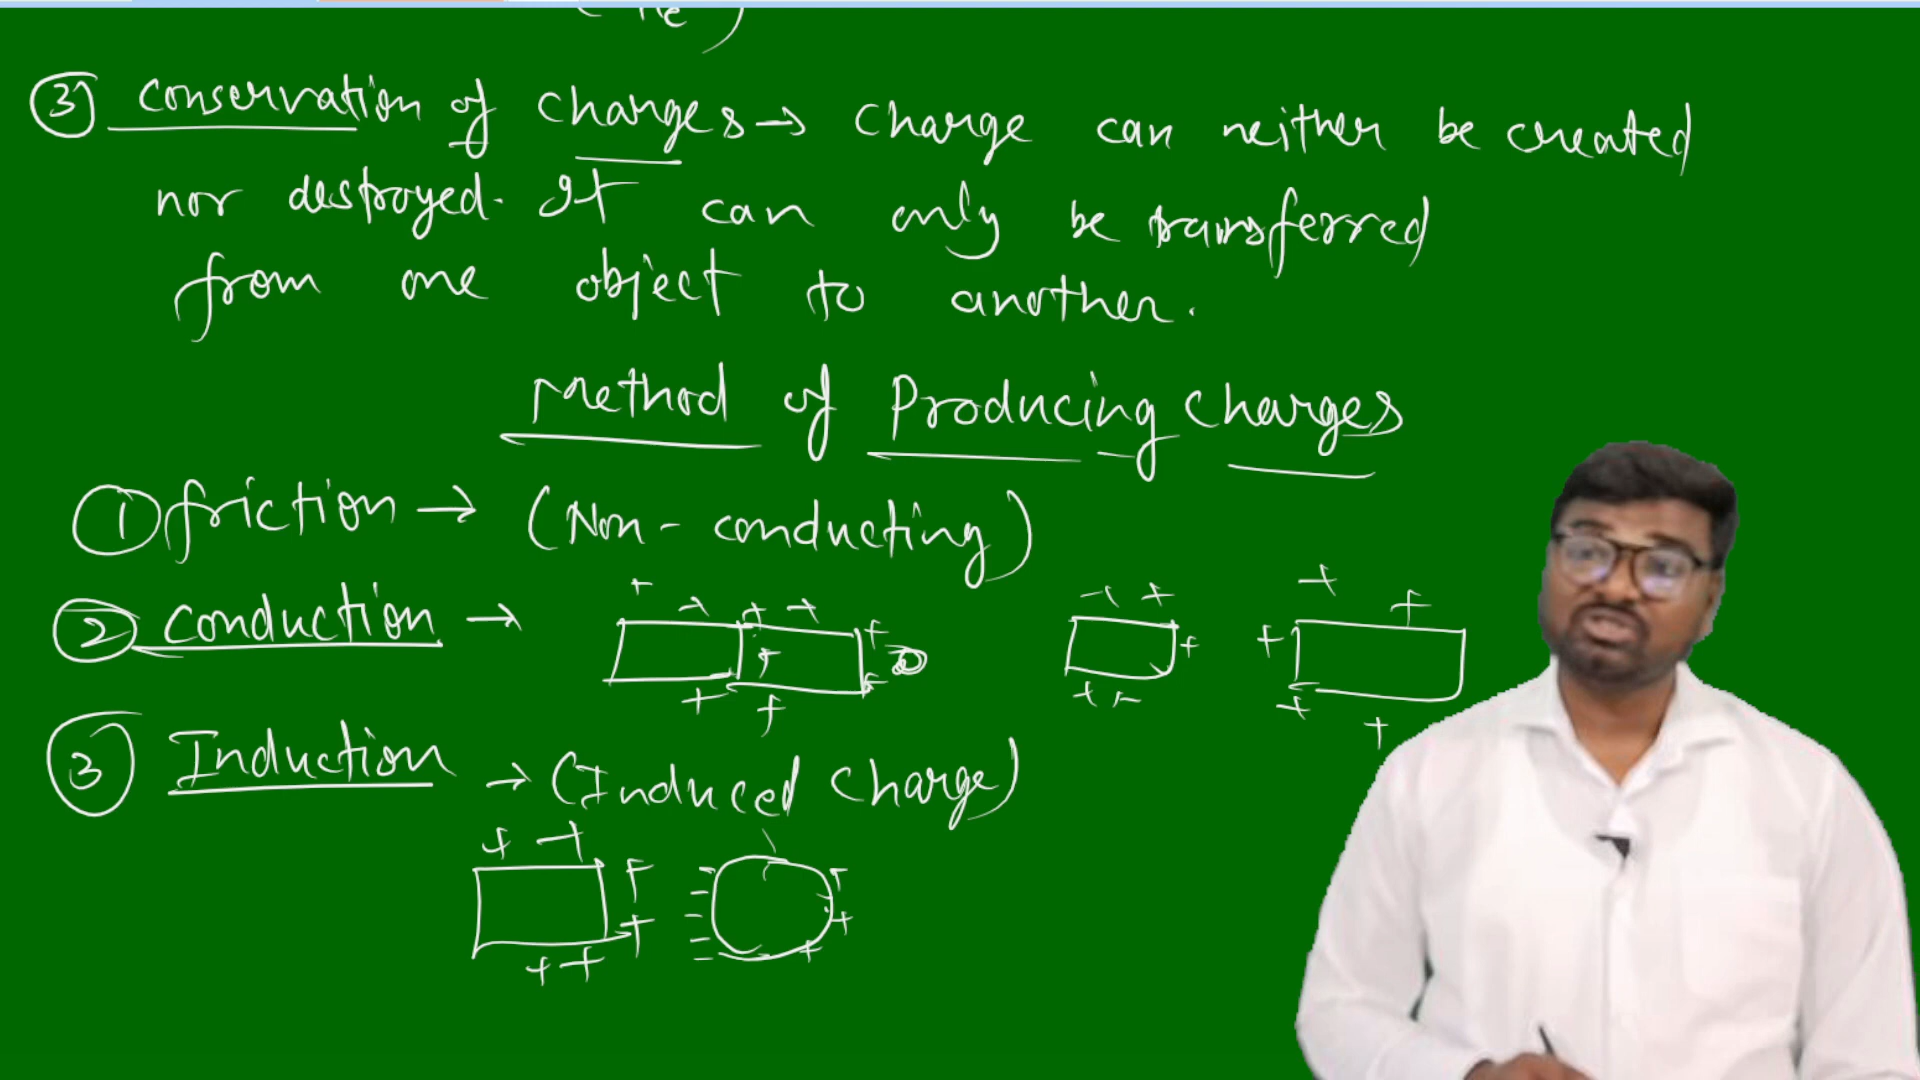 (ne)
③ Conservation of charges → Charge can neither be created
nor destroyed. It can only be transferred
from one object to another.
Method of Producing charges
① friction → (Non-conducting)
② Conduction →
③ Induction → (Induced charge)